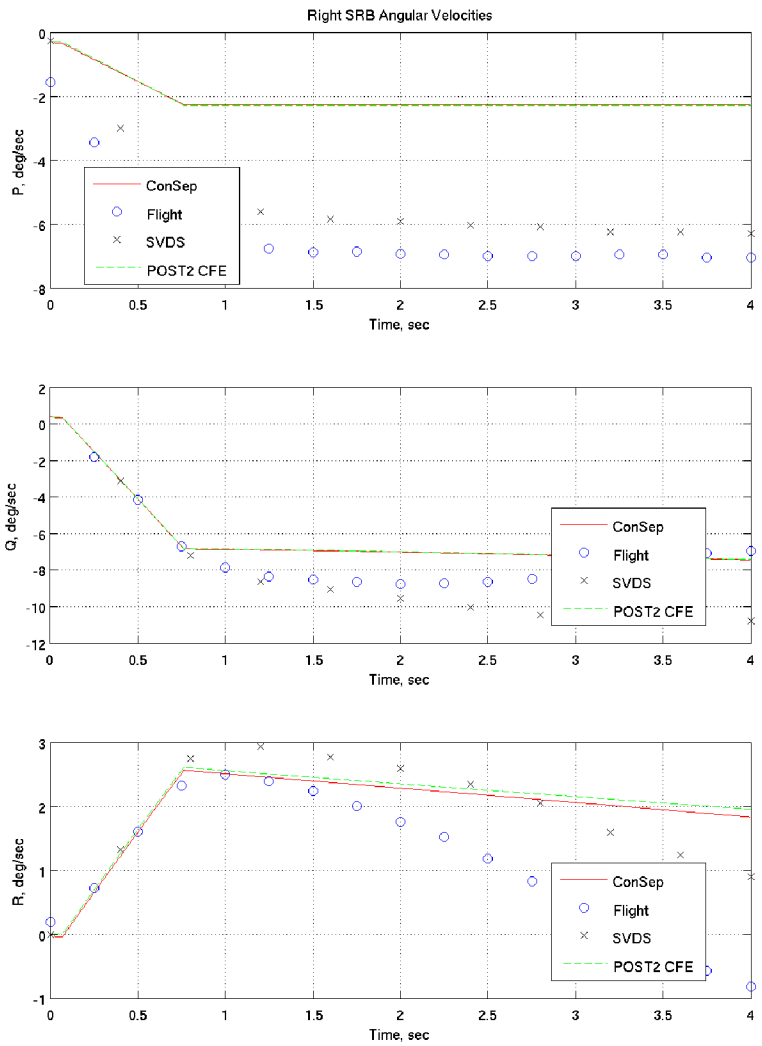 Right SRB Angular Velocities
P, deg/sec
0
-2
-4
-6
-8
ConSep
Flight
SVDS
POST2 CFE
0 0.5 1 1.5 2 2.5 3 3.5 4
Time, sec
Q, deg/sec
2
0
-2
-4
-6
-8
-10
-12
ConSep
Flight
SVDS
POST2 CFE
0 0.5 1 1.5 2 2.5 3 3.5 4
Time, sec
R, deg/sec
3
2
1
0
-1
ConSep
Flight
SVDS
POST2 CFE
0 0.5 1 1.5 2 2.5 3 3.5 4
Time, sec